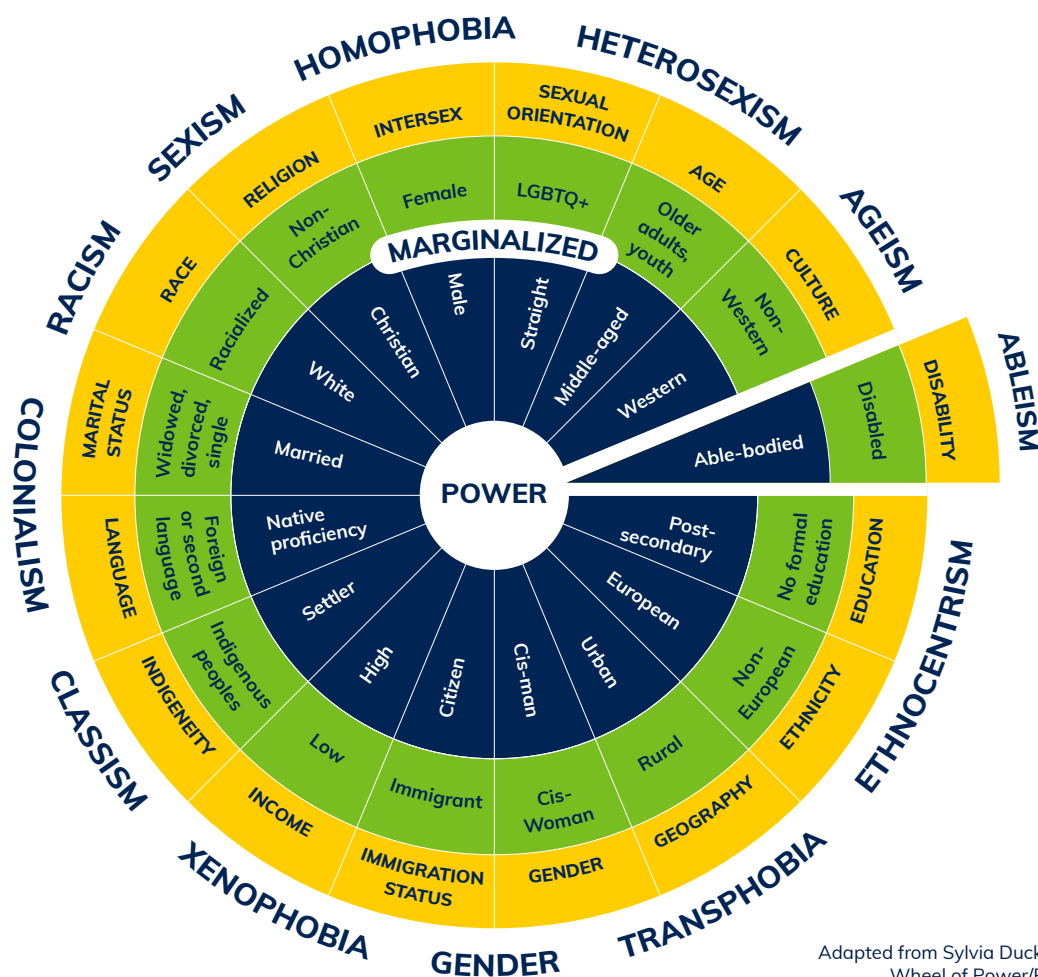 HOMOPHOBIA
HETEROSEXISM
AGEISM
ABLEISM
ETHNOCENTRISM
TRANSPHOBIA
GENDER
XENOPHOBIA
CLASSISM
COLONIALISM
RACISM
SEXISM
INTERSEX
SEXUAL
ORIENTATION
AGE
CULTURE
DISABILITY
EDUCATION
ETHNICITY
GEOGRAPHY
GENDER
IMMIGRATION
STATUS
INCOME
INDIGENEITY
LANGUAGE
MARITAL
STATUS
RACE
RELIGION
Female
LGBTQ+
Older
adults,
youth
Non-
Western
Disabled
No formal
education
Non-
European
Rural
Cis-
Woman
Immigrant
Low
Indigenous
peoples
Foreign
or second
language
Widowed,
divorced,
single
Racialized
Non-
Christian
MARGINALIZED
Male
Straight
Middle-aged
Western
Able-bodied
Post-
secondary
European
Urban
Cis-man
Citizen
High
Settler
Native
proficiency
Married
White
Christian
POWER
Adapted from Sylvia Duck
Wheel of Power/